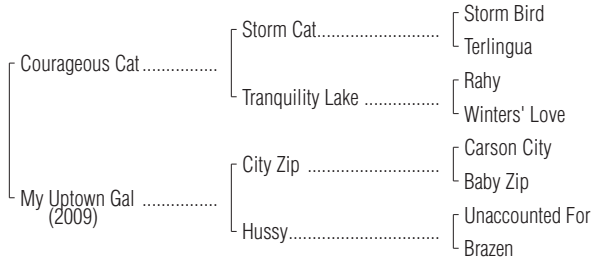 Storm Bird
Storm Cat
Terlingua
Courageous Cat
Rahy
Tranquility Lake
Winters' Love
Carson City
City Zip
Baby Zip
My Uptown Gal
(2009)
Unaccounted For
Hussy
Brazen